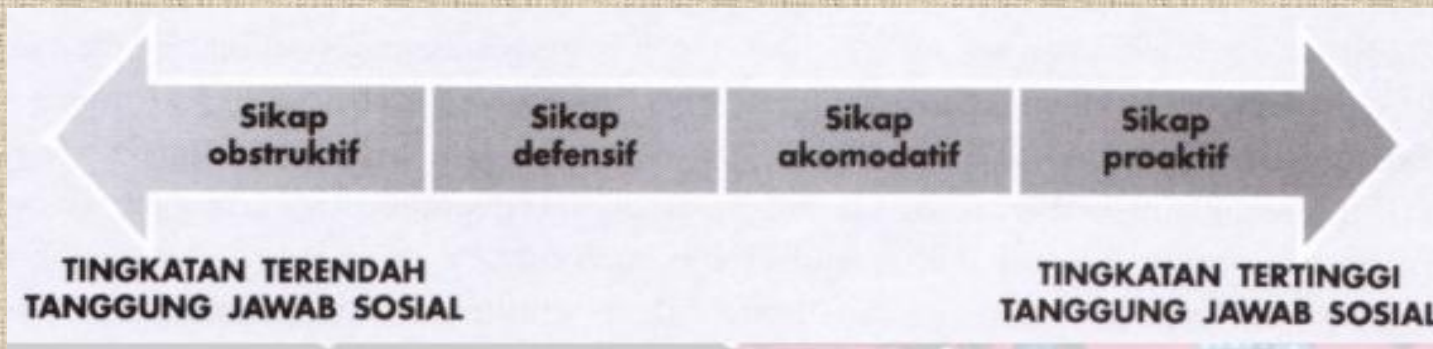 Sikap
obstruktif
Sikap
defensif
Sikap
akomodatif
Sikap
proaktif
TINGKATAN TERENDAH
TANGGUNG JAWAB SOSIAL
TINGKATAN TERTINGGI
TANGGUNG JAWAB SOSIAL